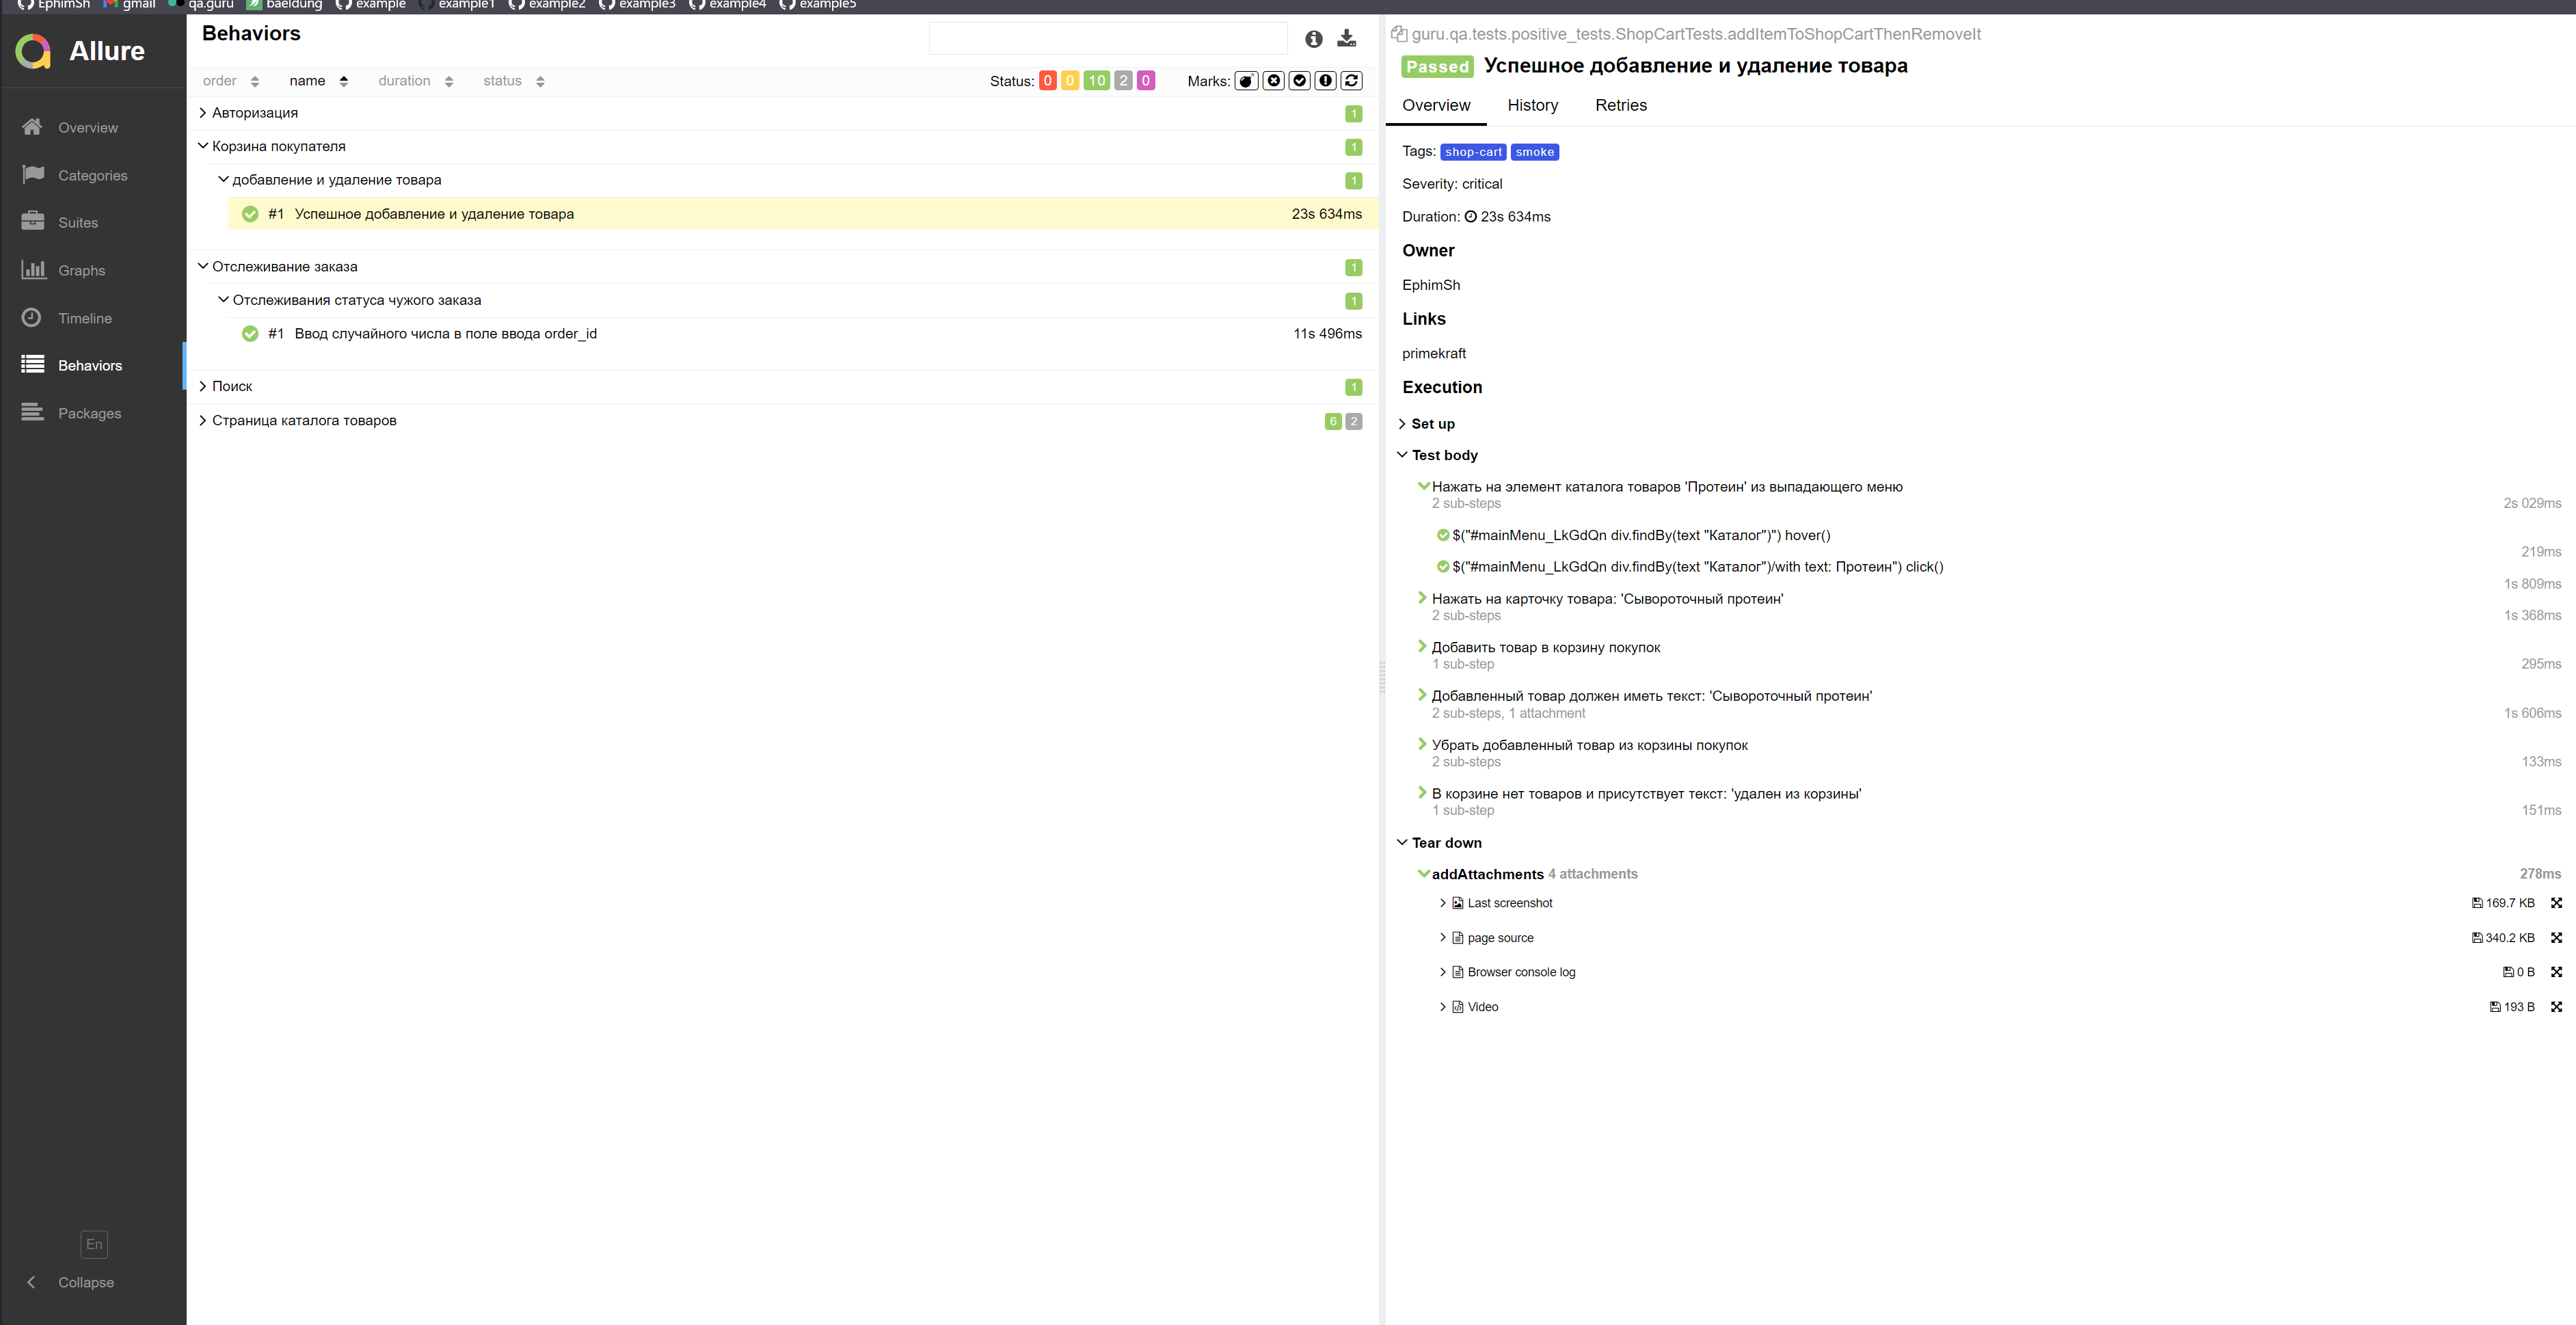 EphimSh gmail qa.guru baeldung example example1 example2 example3 example4 example5
Allure
Overview
Categories
Suites
Graphs
Timeline
Behaviors
Packages
En
Collapse
Behaviors
order name duration status Status: 0 0 10 2 0 Marks:
Авторизация 1
Корзина покупателя 1
добавление и удаление товара 1
#1 Успешное добавление и удаление товара 23s 634ms
Отслеживание заказа 1
Отслеживания статуса чужого заказа 1
#1 Ввод случайного числа в поле ввода order_id 11s 496ms
Поиск 1
Страница каталога товаров 6 2
guru.qa.tests.positive_tests.ShopCartTests.addItemToShopCartThenRemoveIt
Passed Успешное добавление и удаление товара
Overview History Retries
Tags: shop-cart smoke
Severity: critical
Duration: 23s 634ms
Owner
EphimSh
Links
primekraft
Execution
Set up
Test body
Нажать на элемент каталога товаров 'Протеин' из выпадающего меню
2 sub-steps 2s 029ms
$("#mainMenu_LkGdQn div.findBy(text "Каталог")") hover()
219ms
$("#mainMenu_LkGdQn div.findBy(text "Каталог")/with text: Протеин") click()
1s 809ms
Нажать на карточку товара: 'Сывороточный протеин'
2 sub-steps 1s 368ms
Добавить товар в корзину покупок
1 sub-step 295ms
Добавленный товар должен иметь текст: 'Сывороточный протеин'
2 sub-steps, 1 attachment 1s 606ms
Убрать добавленный товар из корзины покупок
2 sub-steps 133ms
В корзине нет товаров и присутствует текст: 'удален из корзины'
1 sub-step 151ms
Tear down
addAttachments 4 attachments 278ms
Last screenshot 169.7 KB
page source 340.2 KB
Browser console log 0 B
Video 193 B